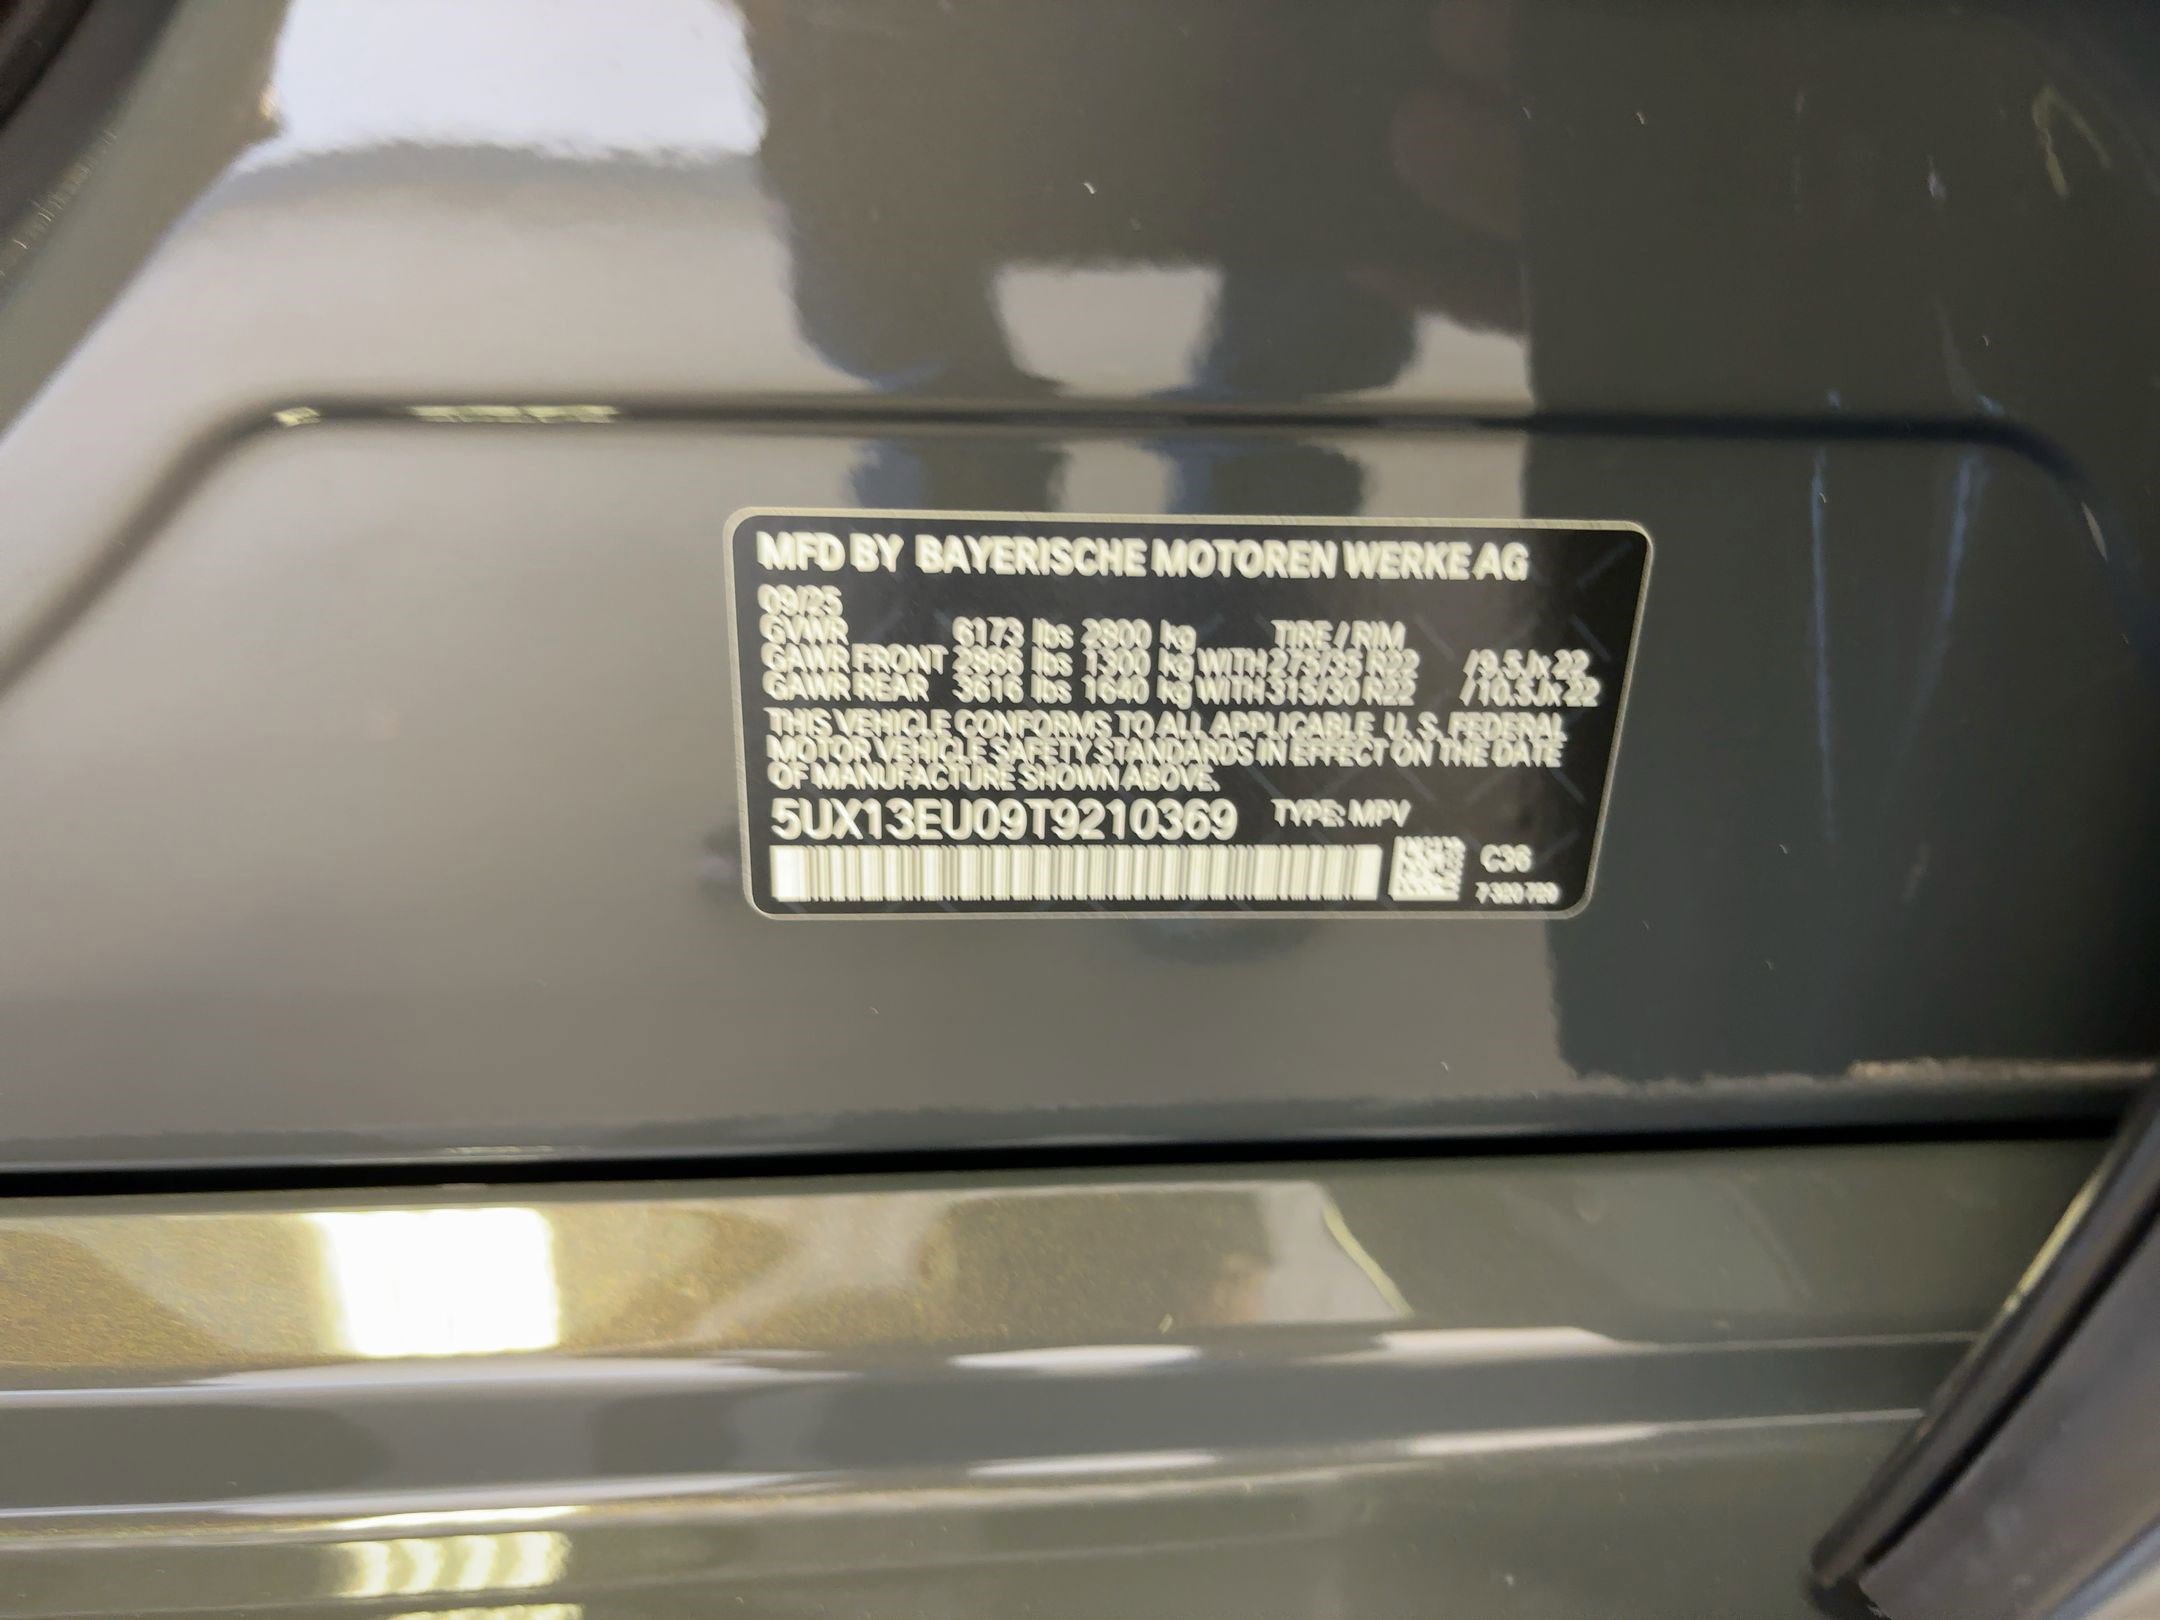 MFD BY BAYERISCHE MOTOREN WERKE AG
09/25
GVWR 6173 lbs 2800 kg TIRE / RIM
GAWR FRONT 2866 lbs 1300 kg WITH 275/35 R22 /9.5Jx22
GAWR REAR 3616 lbs 1640 kg WITH 315/30 R22 /10.5Jx22
THIS VEHICLE CONFORMS TO ALL APPLICABLE U.S. FEDERAL
MOTOR VEHICLE SAFETY STANDARDS IN EFFECT ON THE DATE
OF MANUFACTURE SHOWN ABOVE.
5UX13EU09T9210369 TYPE: MPV
C36